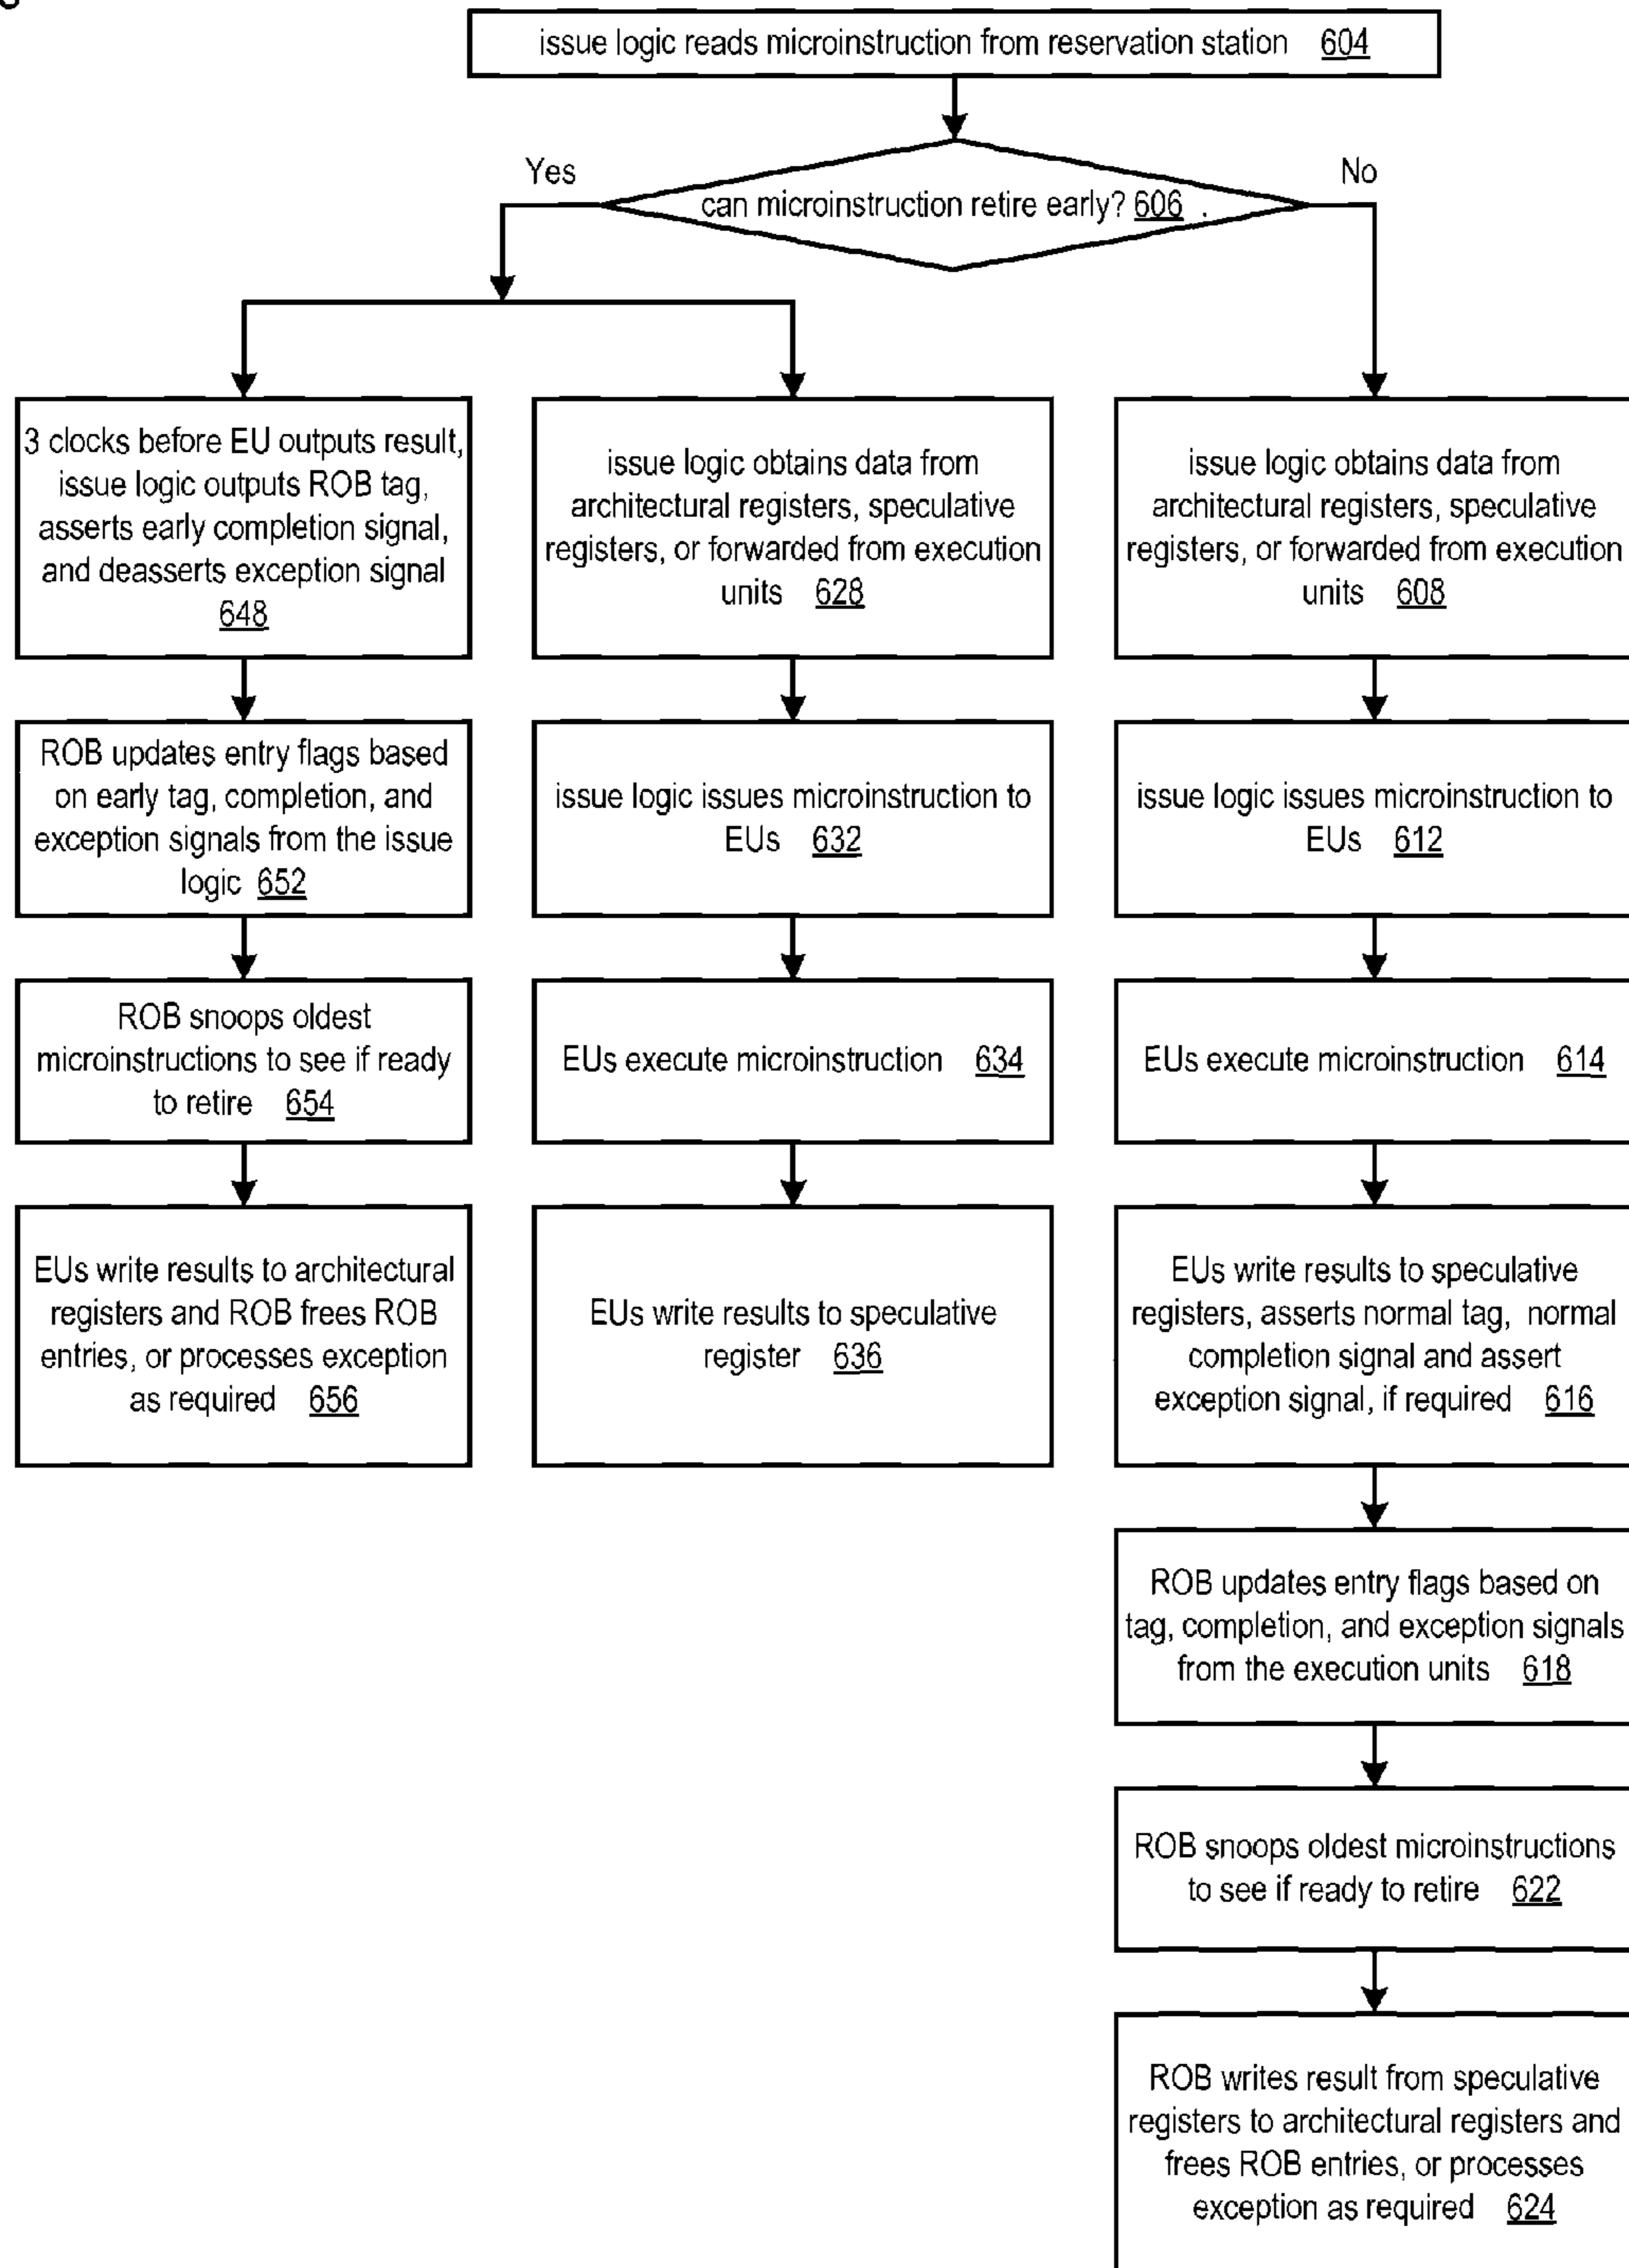 issue logic reads microinstruction from reservation station 604
Yes
No
can microinstruction retire early? 606 .
3 clocks before EU outputs result,
issue logic outputs ROB tag,
asserts early completion signal,
and deasserts exception signal
648
issue logic obtains data from
architectural registers, speculative
registers, or forwarded from execution
units 628
issue logic obtains data from
architectural registers, speculative
registers, or forwarded from execution
units 608
ROB updates entry flags based
on early tag, completion, and
exception signals from the issue
logic 652
issue logic issues microinstruction to
EUs 632
issue logic issues microinstruction to
EUs 612
ROB snoops oldest
microinstructions to see if ready
to retire 654
EUs execute microinstruction 634
EUs execute microinstruction 614
EUs write results to architectural
registers and ROB frees ROB
entries, or processes exception
as required 656
EUs write results to speculative
register 636
EUs write results to speculative
registers, asserts normal tag, normal
completion signal and assert
exception signal, if required 616
ROB updates entry flags based on
tag, completion, and exception signals
from the execution units 618
ROB snoops oldest microinstructions
to see if ready to retire 622
ROB writes result from speculative
registers to architectural registers and
frees ROB entries, or processes
exception as required 624